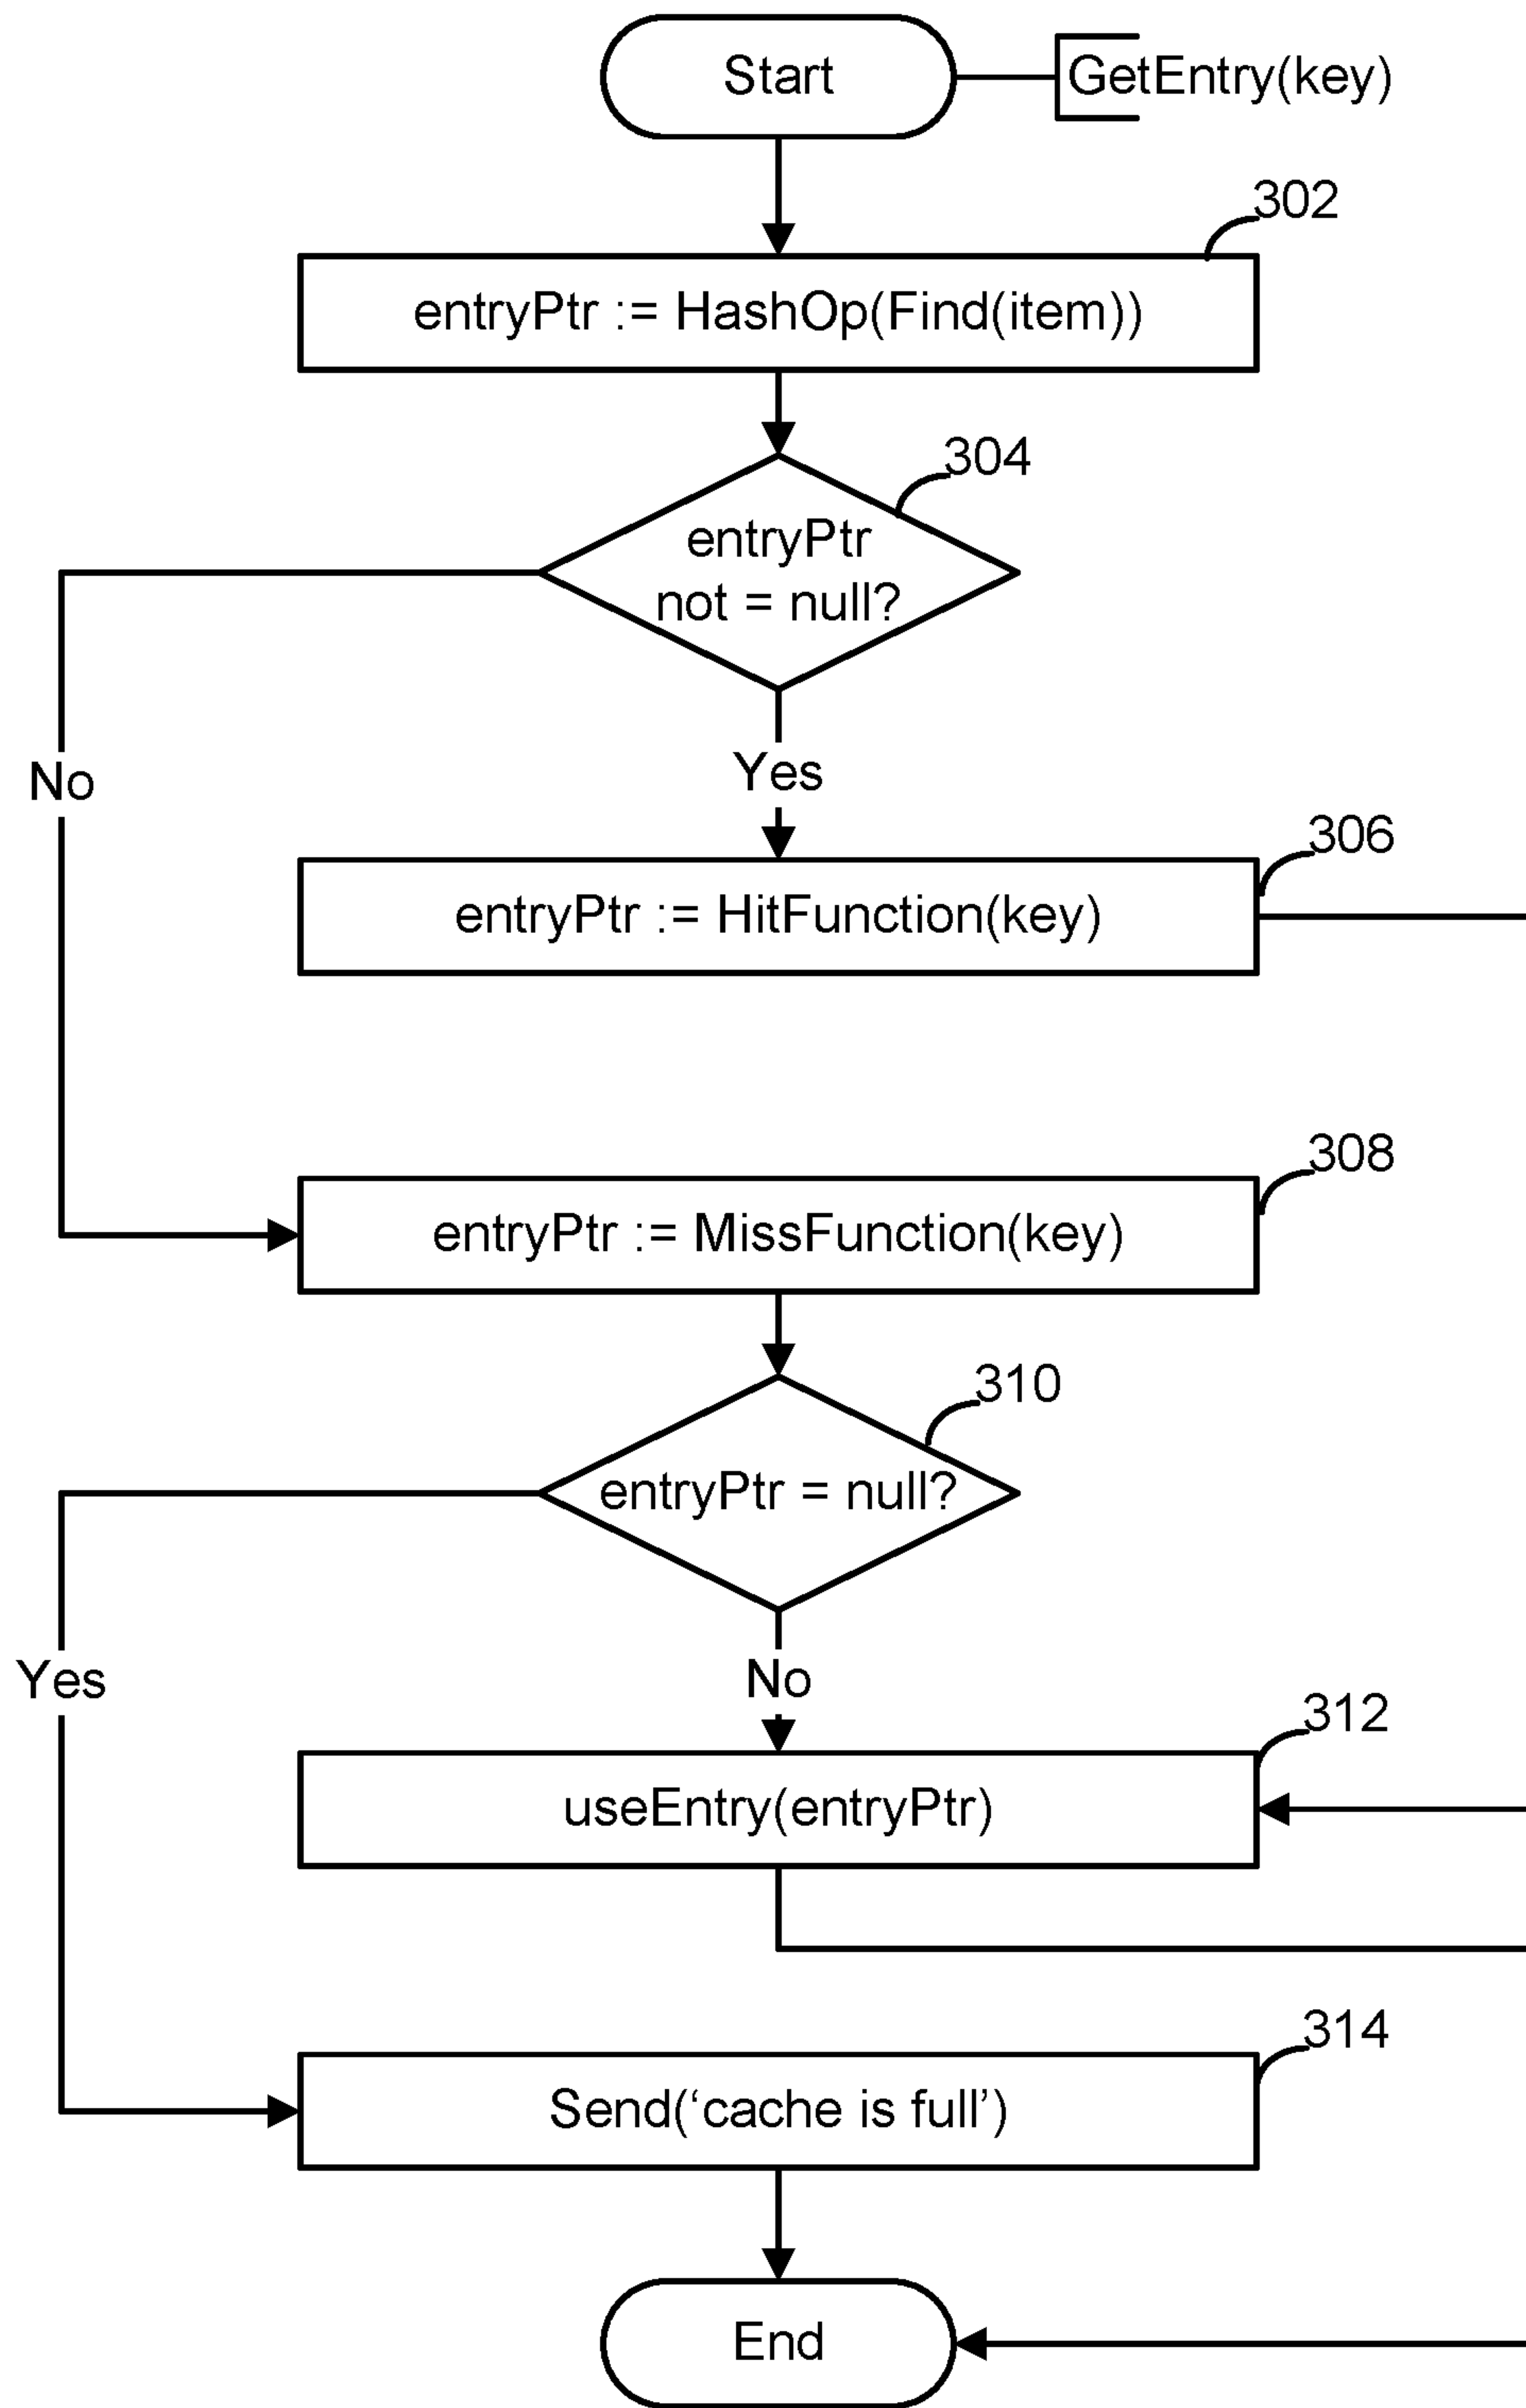 Start
GetEntry(key)
302
entryPtr := HashOp(Find(item))
304
entryPtr
not = null?
No
Yes
306
entryPtr := HitFunction(key)
308
entryPtr := MissFunction(key)
310
entryPtr = null?
Yes
No
312
useEntry(entryPtr)
314
Send(‘cache is full’)
End